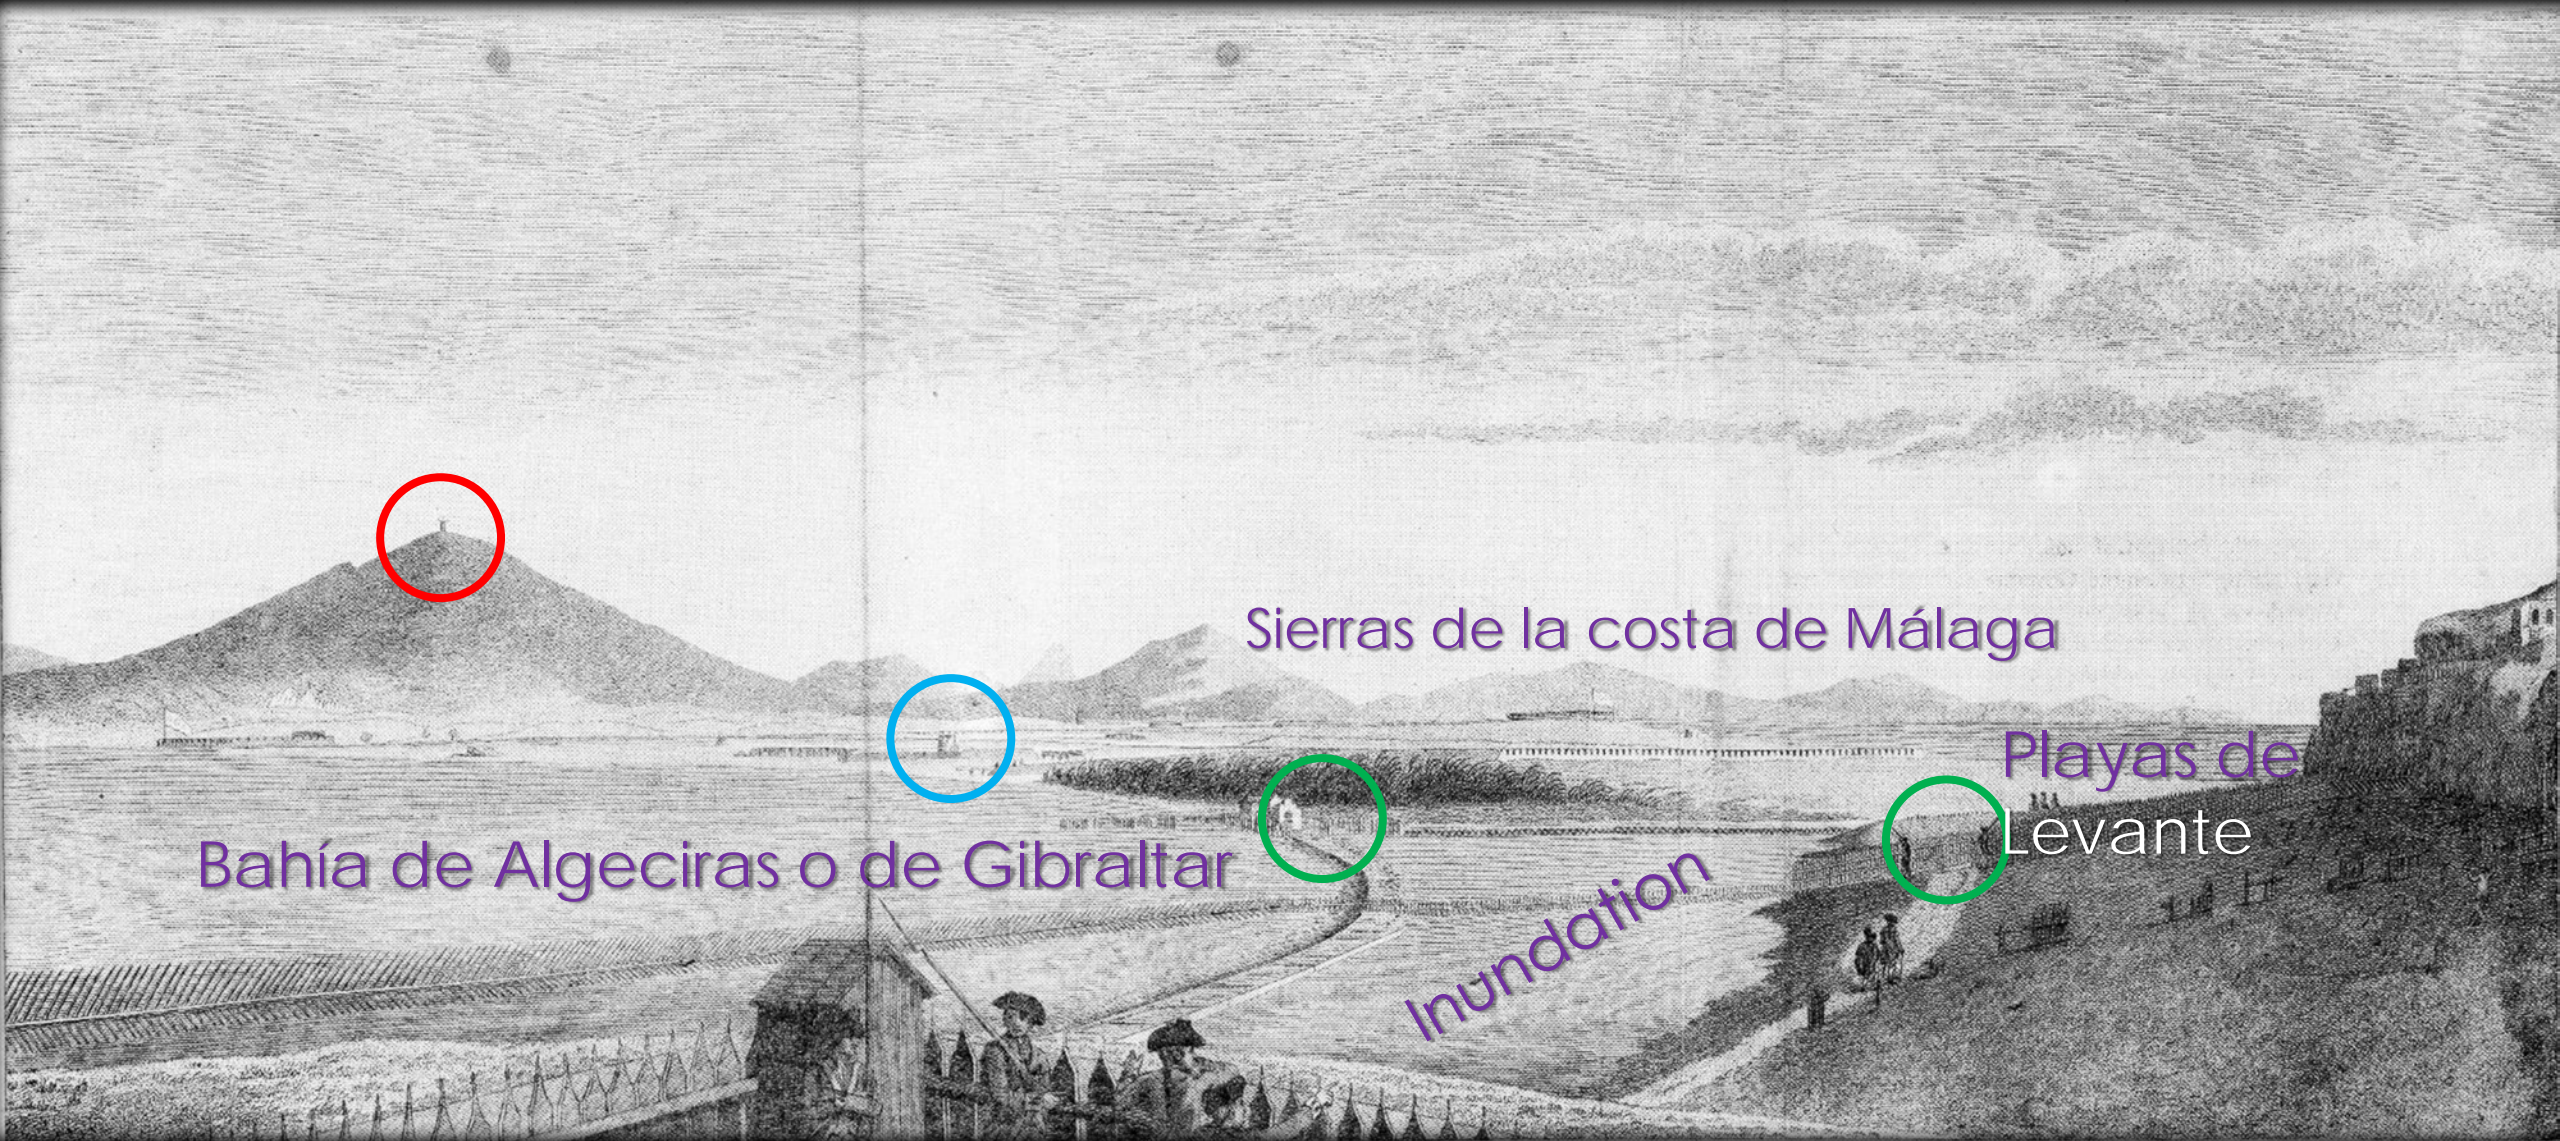 Sierras de la costa de Málaga
Playas de
Levante
Bahía de Algeciras o de Gibraltar
Inundation